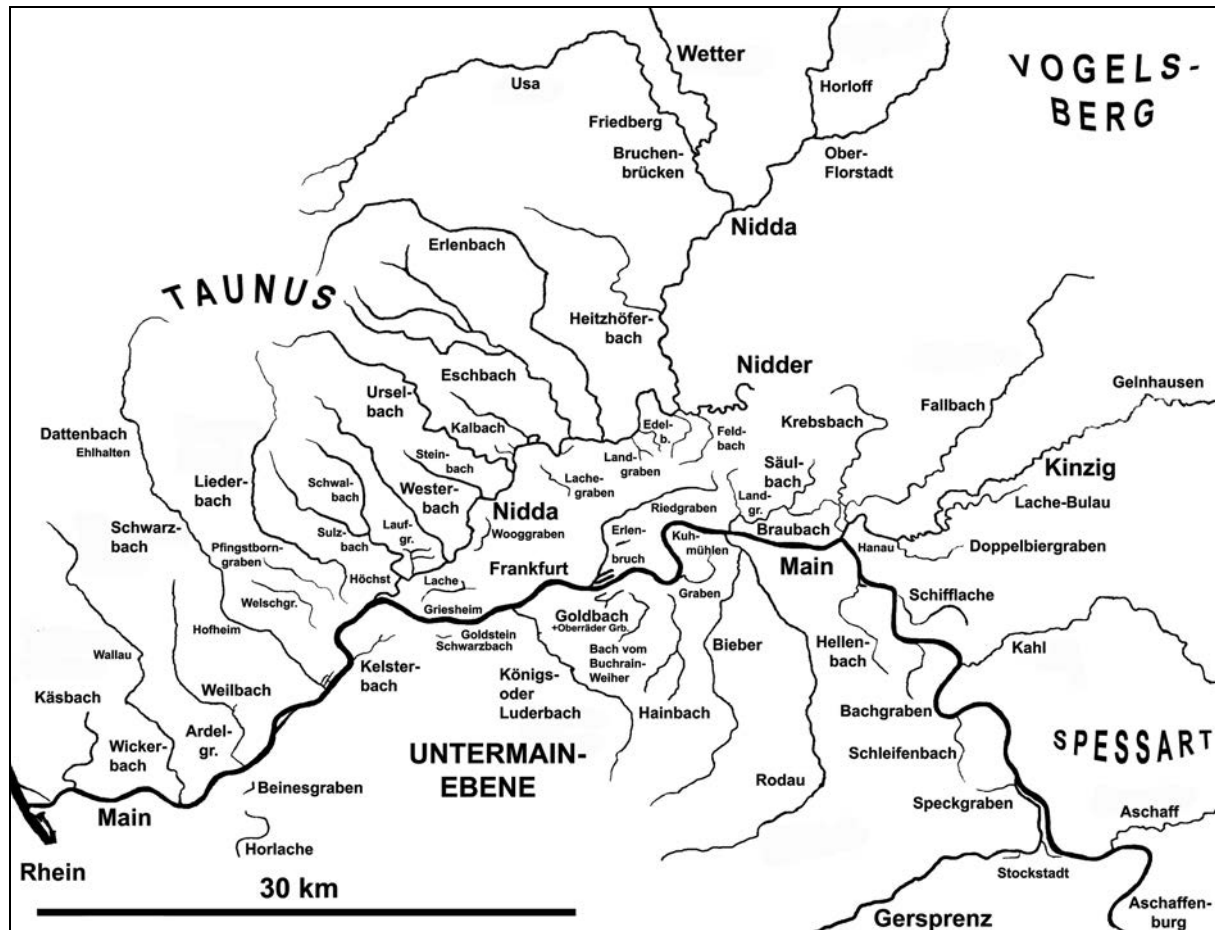 Wetter
Usa
Horloff
VOGELS-
BERG
Friedberg
Bruchen-
brücken
Ober-
Florstadt
Nidda
Erlenbach
TAUNUS
Heitzhöfer-
bach
Nidder
Eschbach
Ursel-
bach
Gelnhausen
Fallbach
Krebsbach
Kalbach
Edel-
b.
Feld-
bach
Dattenbach
Ehlhalten
Stein-
bach
Land-
graben
Säul-
bach
Kinzig
Lieder-
bach
Schwal-
bach
Wester-
bach
Lache-
graben
Land-
gr.
Lache-Bulau
Nidda
Riedgraben
Schwarz-
bach
Sulz-
bach
Lauf-
gr.
Wooggraben
Erlen-
bruch
Kuh-
mühlen
Graben
Braubach
Hanau
Doppelbiergraben
Pfingstborn-
graben
Höchst
Lache
Frankfurt
Main
Welschgr.
Griesheim
Schifflache
Hofheim
Goldstein
Schwarzbach
Goldbach
+Oberräder Grb.
Bieber
Hellen-
bach
Kahl
Wallau
Kelster-
bach
Bach vom
Buchrain-
Weiher
Käsbach
Weilbach
Königs-
oder
Luderbach
Hainbach
Bachgraben
Ardel-
gr.
Wicker-
bach
UNTERMAIN-
EBENE
Schleifenbach
SPESSART
Rodau
Beinesgraben
Speckgraben
Main
Aschaff
Horlache
Rhein
Stockstadt
30 km
Gersprenz
Aschaffen-
burg